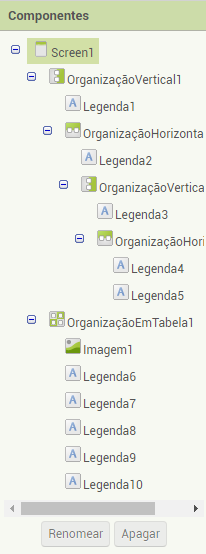 Componentes
Screen1
OrganizaçãoVertical1
Legenda1
OrganizaçãoHorizonta
Legenda2
OrganizaçãoVertica
Legenda3
OrganizaçãoHori
Legenda4
Legenda5
OrganizaçãoEmTabela1
Imagem1
Legenda6
Legenda7
Legenda8
Legenda9
Legenda10
Renomear Apagar